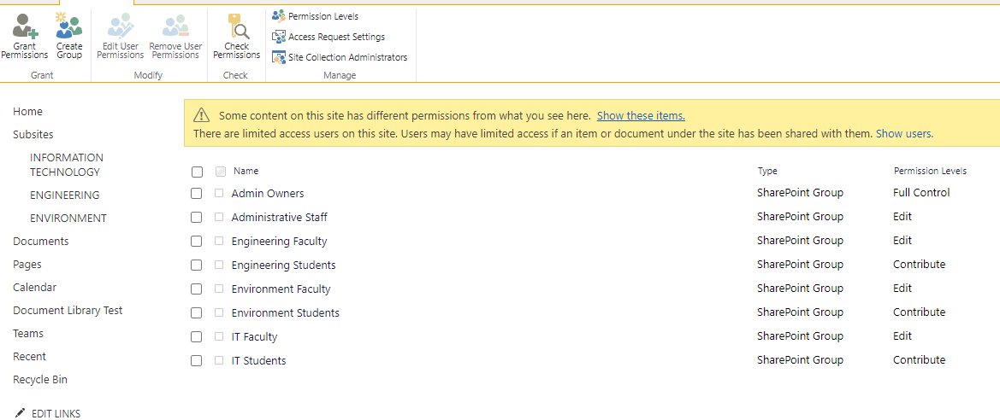 Grant Permissions
Create Group
Edit User Permissions
Remove User Permissions
Check Permissions
Permission Levels
Access Request Settings
Site Collection Administrators
Grant
Modify
Check
Manage
Home
Subsites
INFORMATION
TECHNOLOGY
ENGINEERING
ENVIRONMENT
Documents
Pages
Calendar
Document Library Test
Teams
Recent
Recycle Bin
EDIT LINKS
Some content on this site has different permissions from what you see here. Show these items.
There are limited access users on this site. Users may have limited access if an item or document under the site has been shared with them. Show users.
Name Type Permission Levels
Admin Owners SharePoint Group Full Control
Administrative Staff SharePoint Group Edit
Engineering Faculty SharePoint Group Edit
Engineering Students SharePoint Group Contribute
Environment Faculty SharePoint Group Edit
Environment Students SharePoint Group Contribute
IT Faculty SharePoint Group Edit
IT Students SharePoint Group Contribute